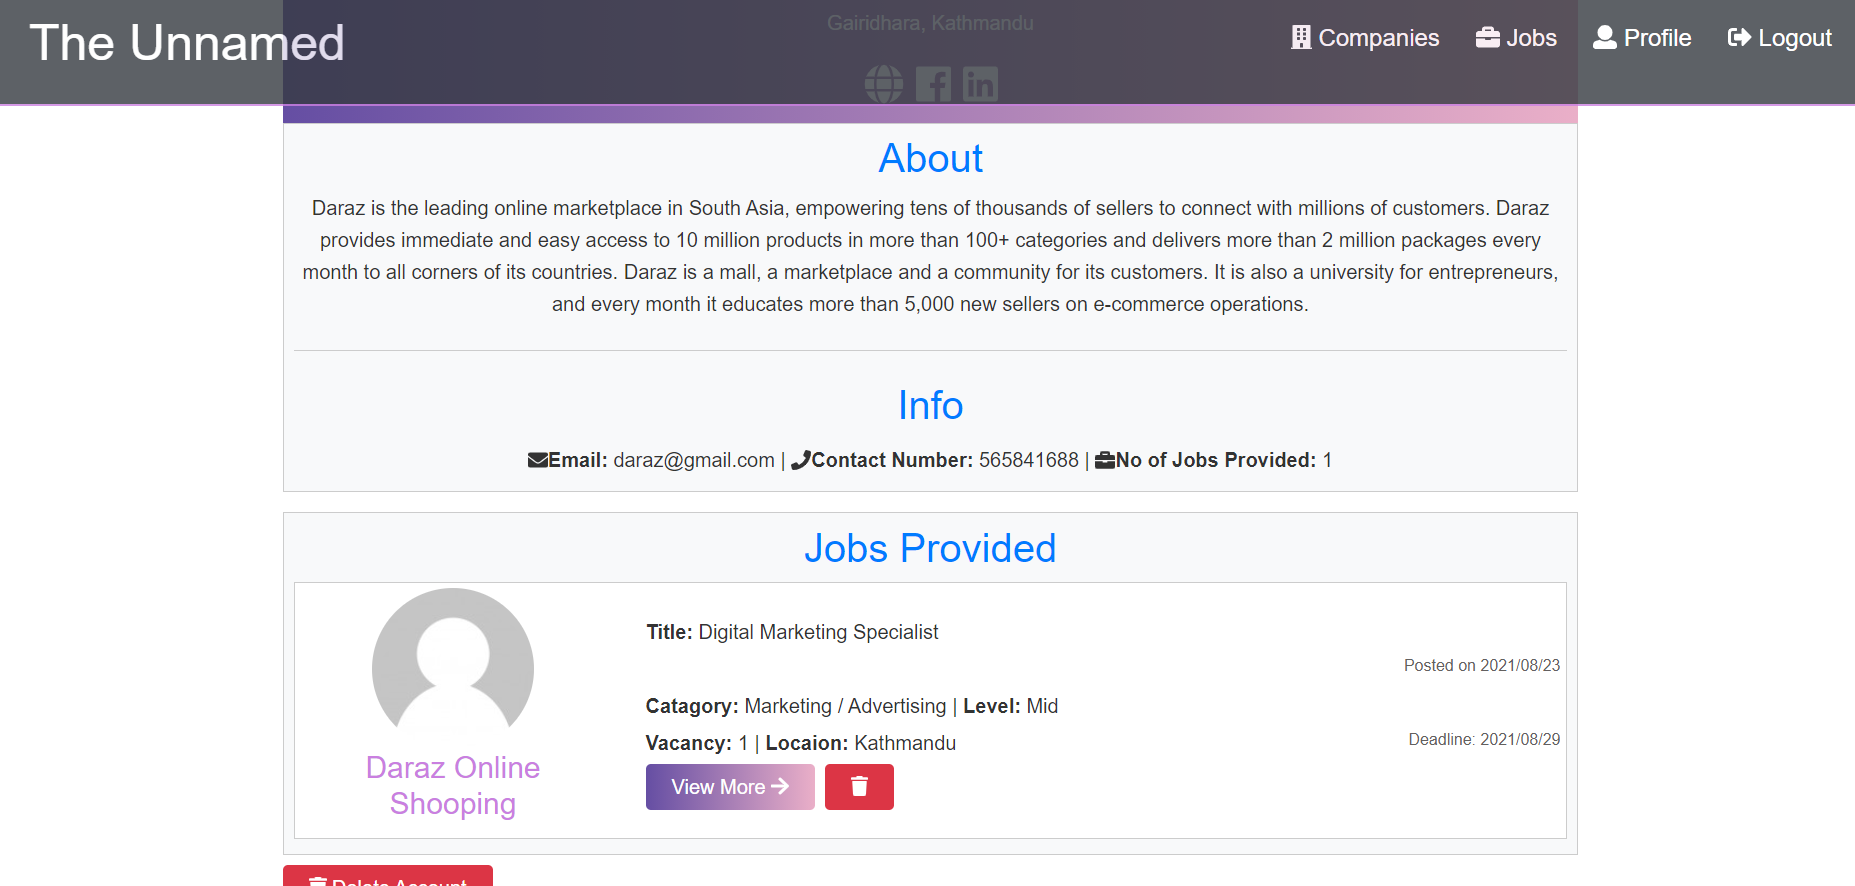 The Unnamed
Companies
Jobs
Profile
Logout
Gairidhara, Kathmandu
About
Daraz is the leading online marketplace in South Asia, empowering tens of thousands of sellers to connect with millions of customers. Daraz
provides immediate and easy access to 10 million products in more than 100+ categories and delivers more than 2 million packages every
month to all corners of its countries. Daraz is a mall, a marketplace and a community for its customers. It is also a university for entrepreneurs,
and every month it educates more than 5,000 new sellers on e-commerce operations.
Info
Email: daraz@gmail.com | Contact Number: 565841688 | No of Jobs Provided: 1
Jobs Provided
Title: Digital Marketing Specialist
Posted on 2021/08/23
Catagory: Marketing / Advertising | Level: Mid
Vacancy: 1 | Locaion: Kathmandu
Deadline: 2021/08/29
Daraz Online
Shooping
View More
Delete Account